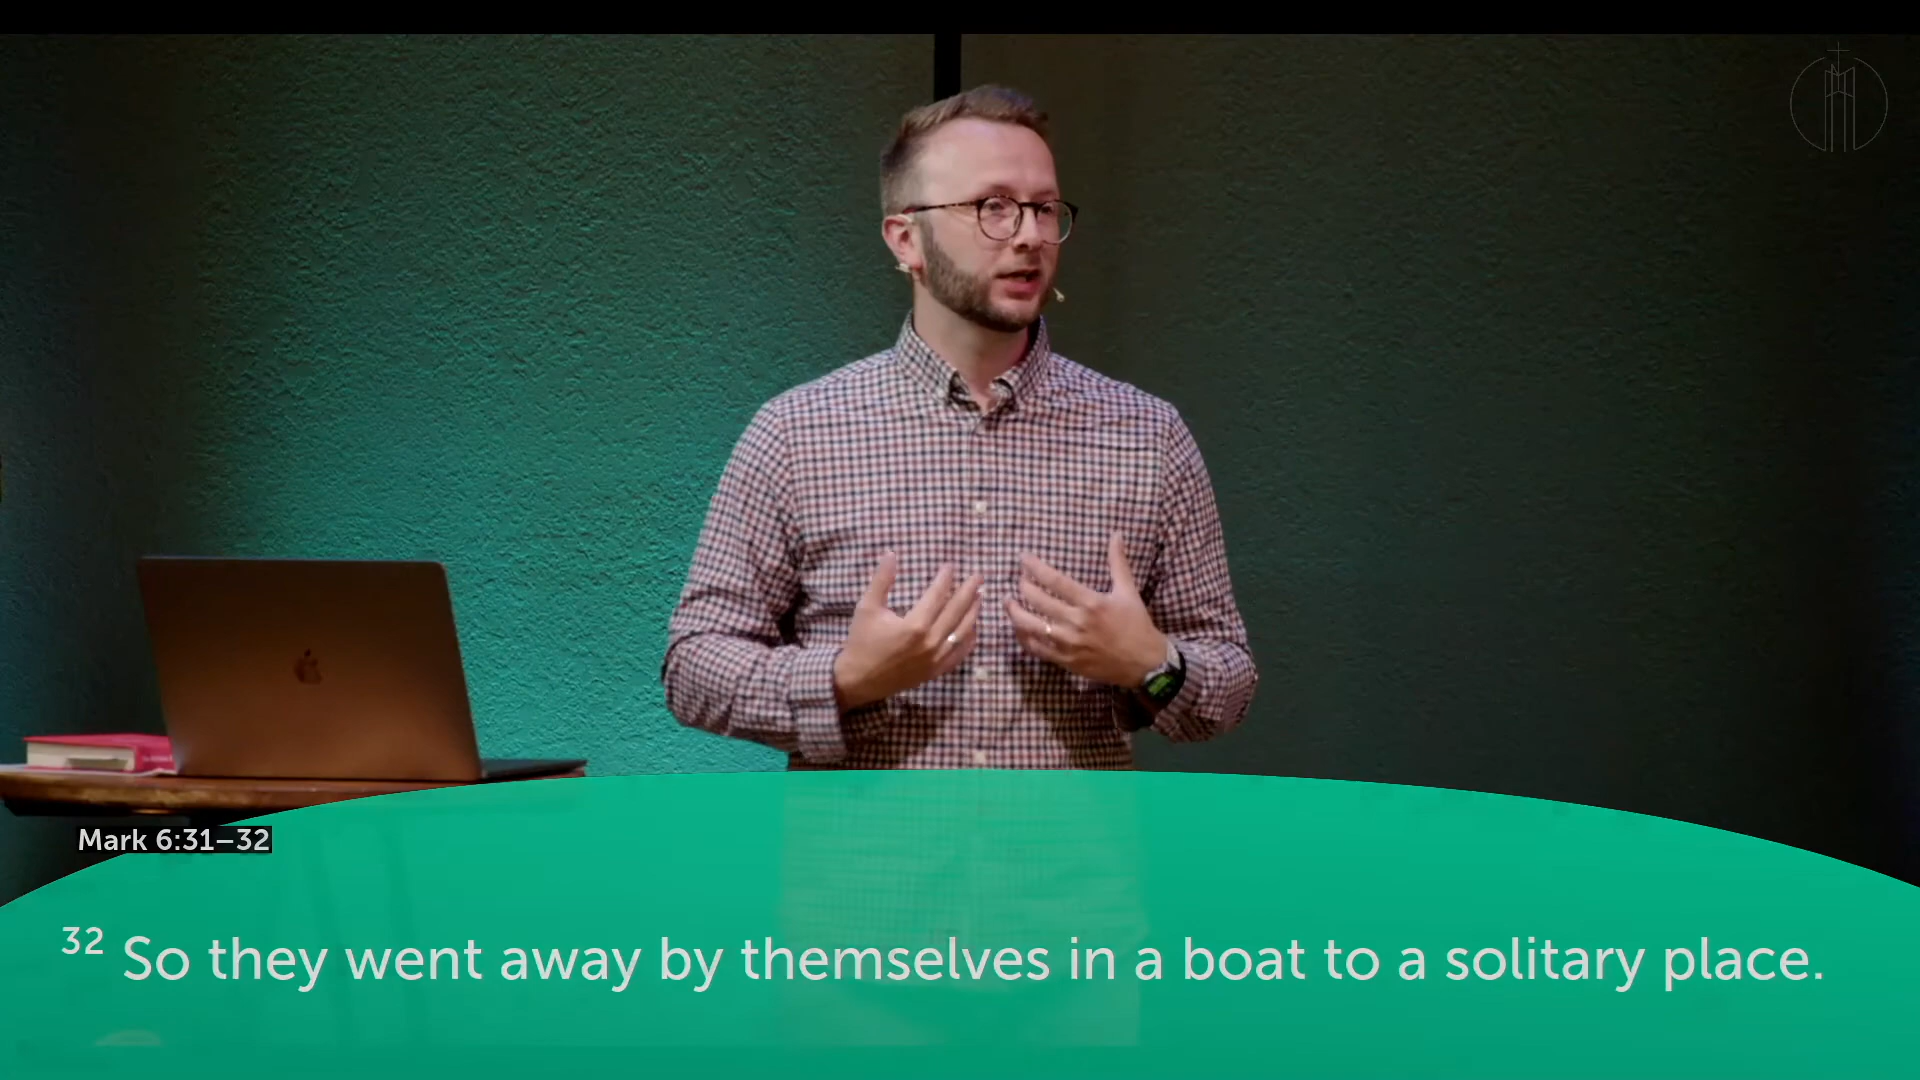 Mark 6:31–32
32 So they went away by themselves in a boat to a solitary place.